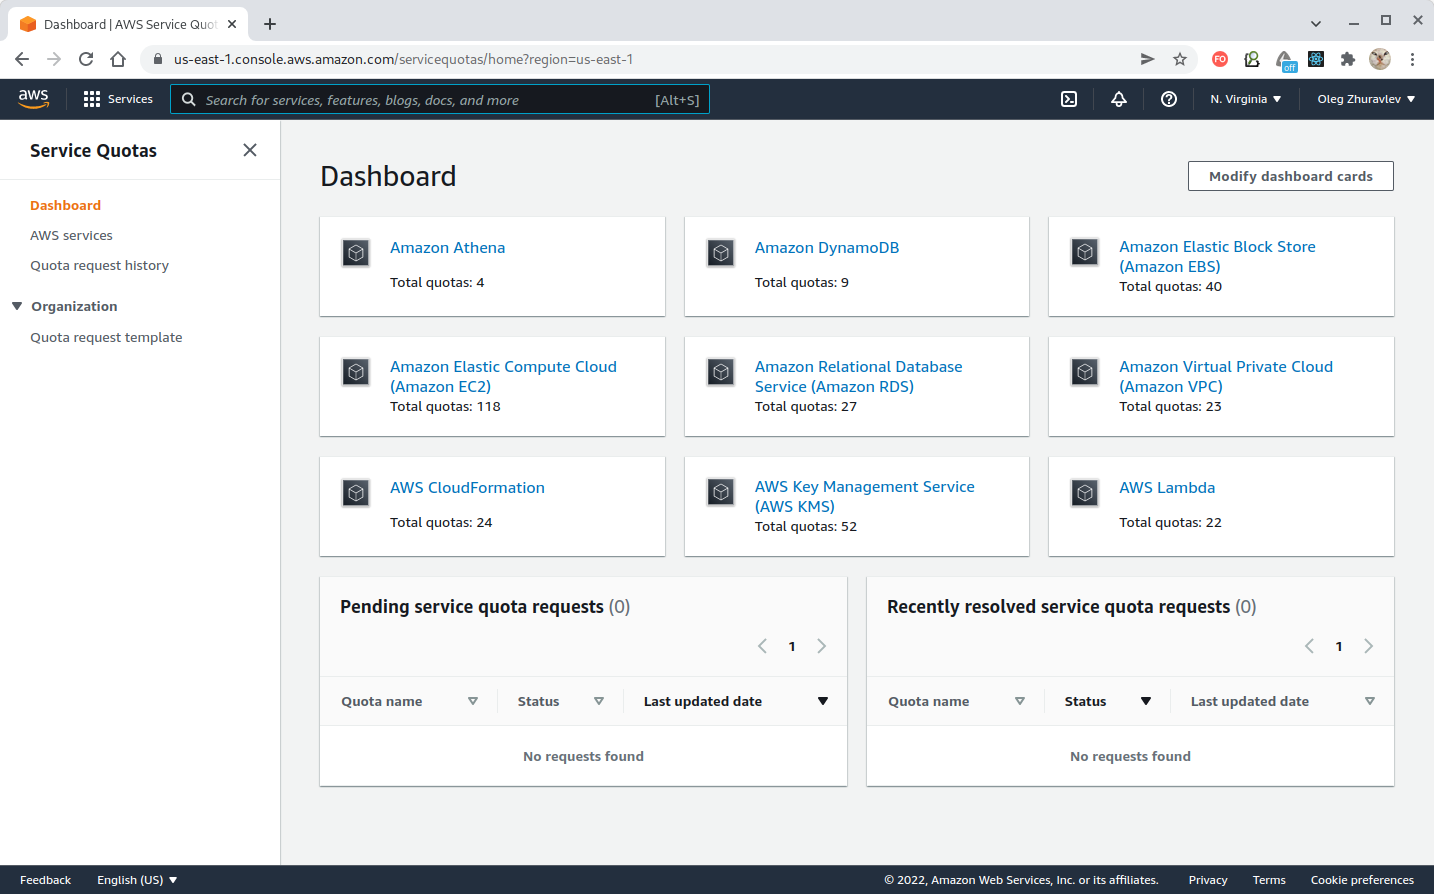 Dashboard | AWS Service Quot
us-east-1.console.aws.amazon.com/servicequotas/home?region=us-east-1
FO
off
aws
Services
Search for services, features, blogs, docs, and more
[Alt+S]
N. Virginia
Oleg Zhuravlev
Service Quotas
Dashboard
AWS services
Quota request history
Organization
Quota request template
Dashboard
Modify dashboard cards
Amazon Athena
Total quotas: 4
Amazon DynamoDB
Total quotas: 9
Amazon Elastic Block Store
(Amazon EBS)
Total quotas: 40
Amazon Elastic Compute Cloud
(Amazon EC2)
Total quotas: 118
Amazon Relational Database
Service (Amazon RDS)
Total quotas: 27
Amazon Virtual Private Cloud
(Amazon VPC)
Total quotas: 23
AWS CloudFormation
Total quotas: 24
AWS Key Management Service
(AWS KMS)
Total quotas: 52
AWS Lambda
Total quotas: 22
Pending service quota requests (0)
1
Quota name
Status
Last updated date
No requests found
Recently resolved service quota requests (0)
1
Quota name
Status
Last updated date
No requests found
Feedback
English (US)
© 2022, Amazon Web Services, Inc. or its affiliates.
Privacy
Terms
Cookie preferences